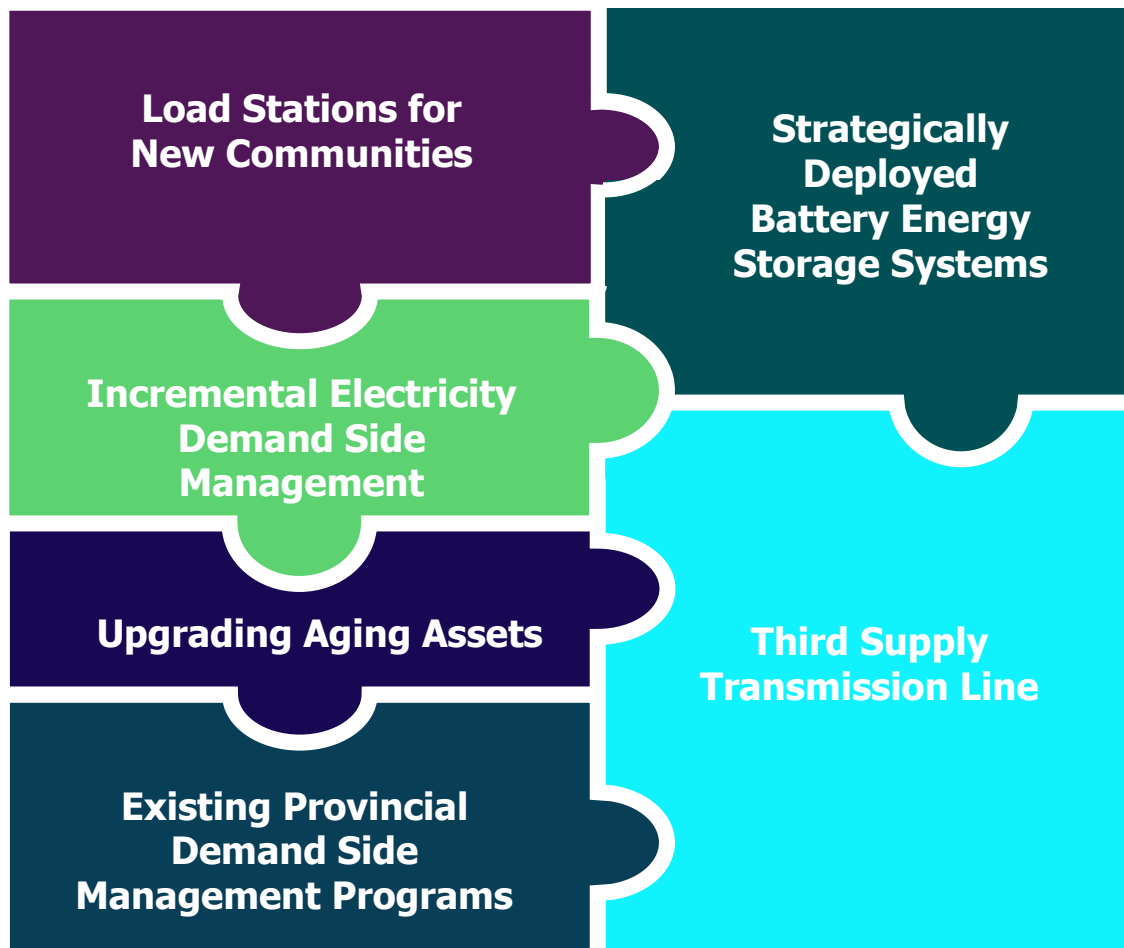 Load Stations for
New Communities
Strategically
Deployed
Battery Energy
Storage Systems
Incremental Electricity
Demand Side
Management
Upgrading Aging Assets
Third Supply
Transmission Line
Existing Provincial
Demand Side
Management Programs